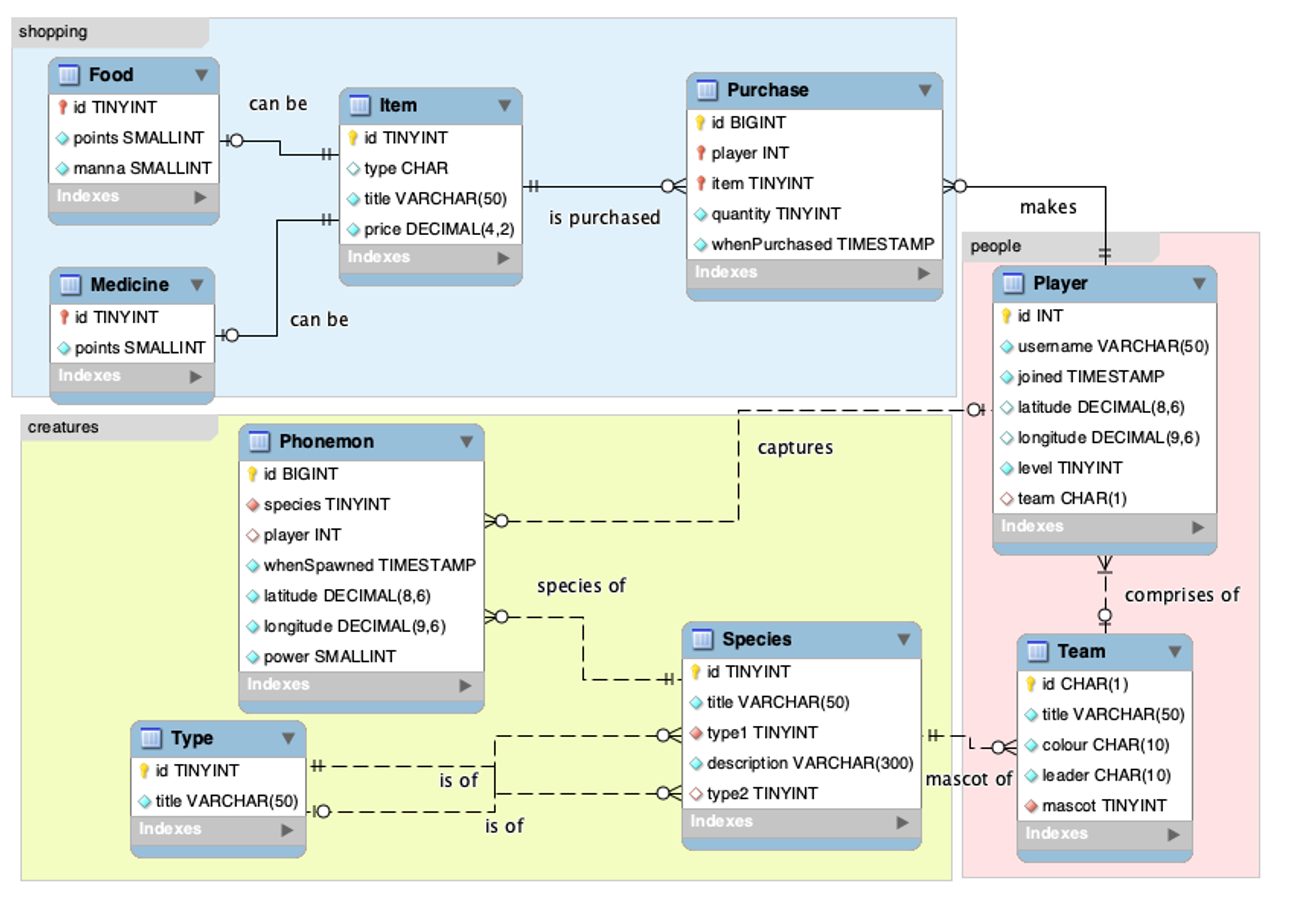 shopping
Food
id TINYINT
points SMALLINT
manna SMALLINT
Indexes
can be
Item
id TINYINT
type CHAR
title VARCHAR(50)
price DECIMAL(4,2)
Indexes
is purchased
Purchase
id BIGINT
player INT
item TINYINT
quantity TINYINT
whenPurchased TIMESTAMP
Indexes
makes
Medicine
id TINYINT
points SMALLINT
Indexes
can be
people
Player
id INT
username VARCHAR(50)
joined TIMESTAMP
latitude DECIMAL(8,6)
longitude DECIMAL(9,6)
level TINYINT
team CHAR(1)
Indexes
comprises of
Team
id CHAR(1)
title VARCHAR(50)
colour CHAR(10)
leader CHAR(10)
mascot TINYINT
Indexes
creatures
Phonemon
id BIGINT
species TINYINT
player INT
whenSpawned TIMESTAMP
latitude DECIMAL(8,6)
longitude DECIMAL(9,6)
power SMALLINT
Indexes
captures
species of
Species
id TINYINT
title VARCHAR(50)
type1 TINYINT
description VARCHAR(300)
type2 TINYINT
Indexes
mascot of
Type
id TINYINT
title VARCHAR(50)
Indexes
is of
is of